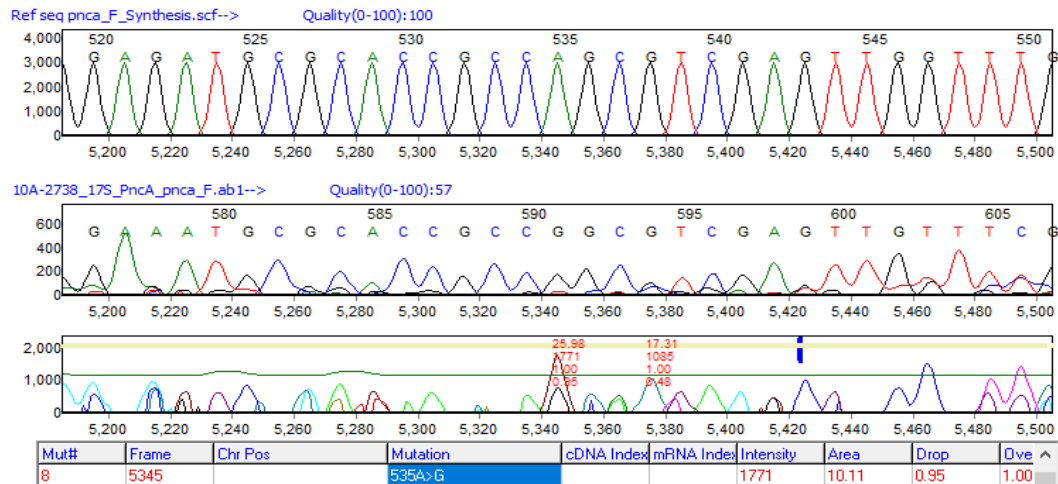 Ref seq pnca_F_Synthesis.scf--> Quality(0-100):100
4,000 520 525 530 535 540 545 550
3,000 G A G A T G C G C A C C G C C A G C G T C G A G T T G G T T T G
2,000
1,000
0
5,200 5,220 5,240 5,260 5,280 5,300 5,320 5,340 5,360 5,380 5,400 5,420 5,440 5,460 5,480 5,500
10A-2738_17S_PncA_pnca_F.ab1--> Quality(0-100):57
580 585 590 595 600 605
600 G A A A T G C G C A C C G C C G G C G T C G A G T T G T T T C G
400
200
0
5,200 5,220 5,240 5,260 5,280 5,300 5,320 5,340 5,360 5,380 5,400 5,420 5,440 5,460 5,480 5,500
2,000 25.98 17.31
1771 1085
1,000 1.00 1.00
0.95 0.48
0
5,200 5,220 5,240 5,260 5,280 5,300 5,320 5,340 5,360 5,380 5,400 5,420 5,440 5,460 5,480 5,500
Mut# Frame Chr Pos Mutation cDNA Index mRNA Index Intensity Area Drop Ove
8 5345 535A>G 1771 10.11 0.95 1.00